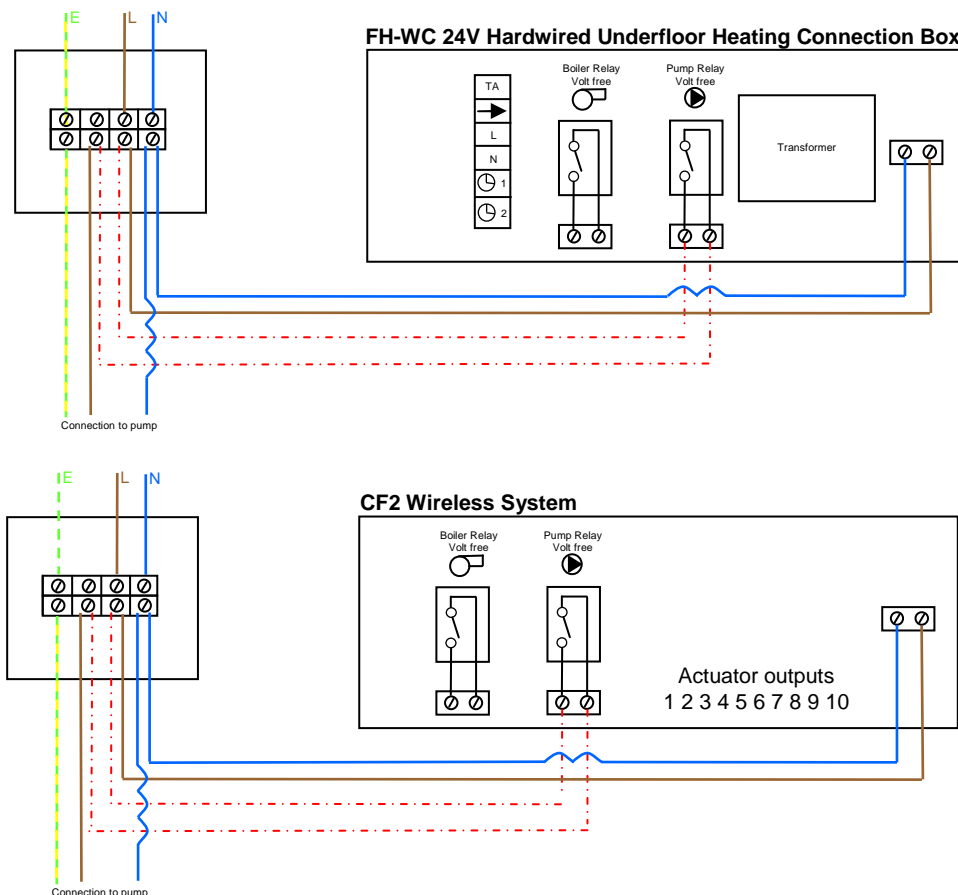 E L N
FH-WC 24V Hardwired Underfloor Heating Connection Box
TA
L
N
1
2
Boiler Relay
Volt free
Pump Relay
Volt free
Transformer
Connection to pump
E L N
CF2 Wireless System
Boiler Relay
Volt free
Pump Relay
Volt free
Actuator outputs
1 2 3 4 5 6 7 8 9 10
Connection to pump